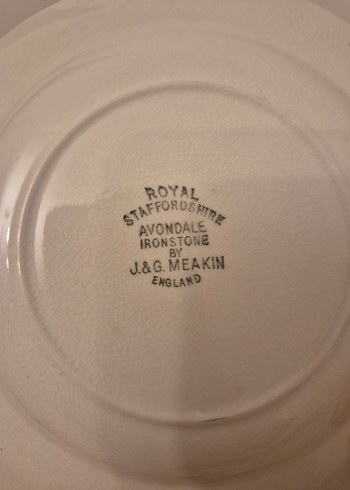 ROYAL
STAFFORDSHIRE
AVONDALE
IRONSTONE
BY
J.&G. MEAKIN
ENGLAND